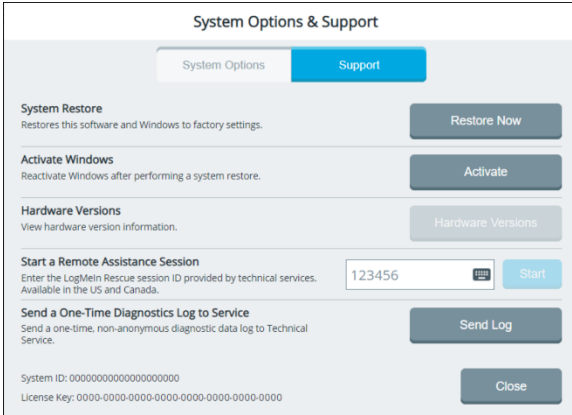 System Options & Support
System Options
Support
System Restore
Restores this software and Windows to factory settings.
Restore Now
Activate Windows
Reactivate Windows after performing a system restore.
Activate
Hardware Versions
View hardware version information.
Hardware Versions
Start a Remote Assistance Session
Enter the LogMeIn Rescue session ID provided by technical services.
Available in the US and Canada.
123456
Start
Send a One-Time Diagnostics Log to Service
Send a one-time, non-anonymous diagnostic data log to Technical
Service.
Send Log
System ID: 00000000000000000000
License Key: 0000-0000-0000-0000-0000-0000-0000-0000
Close